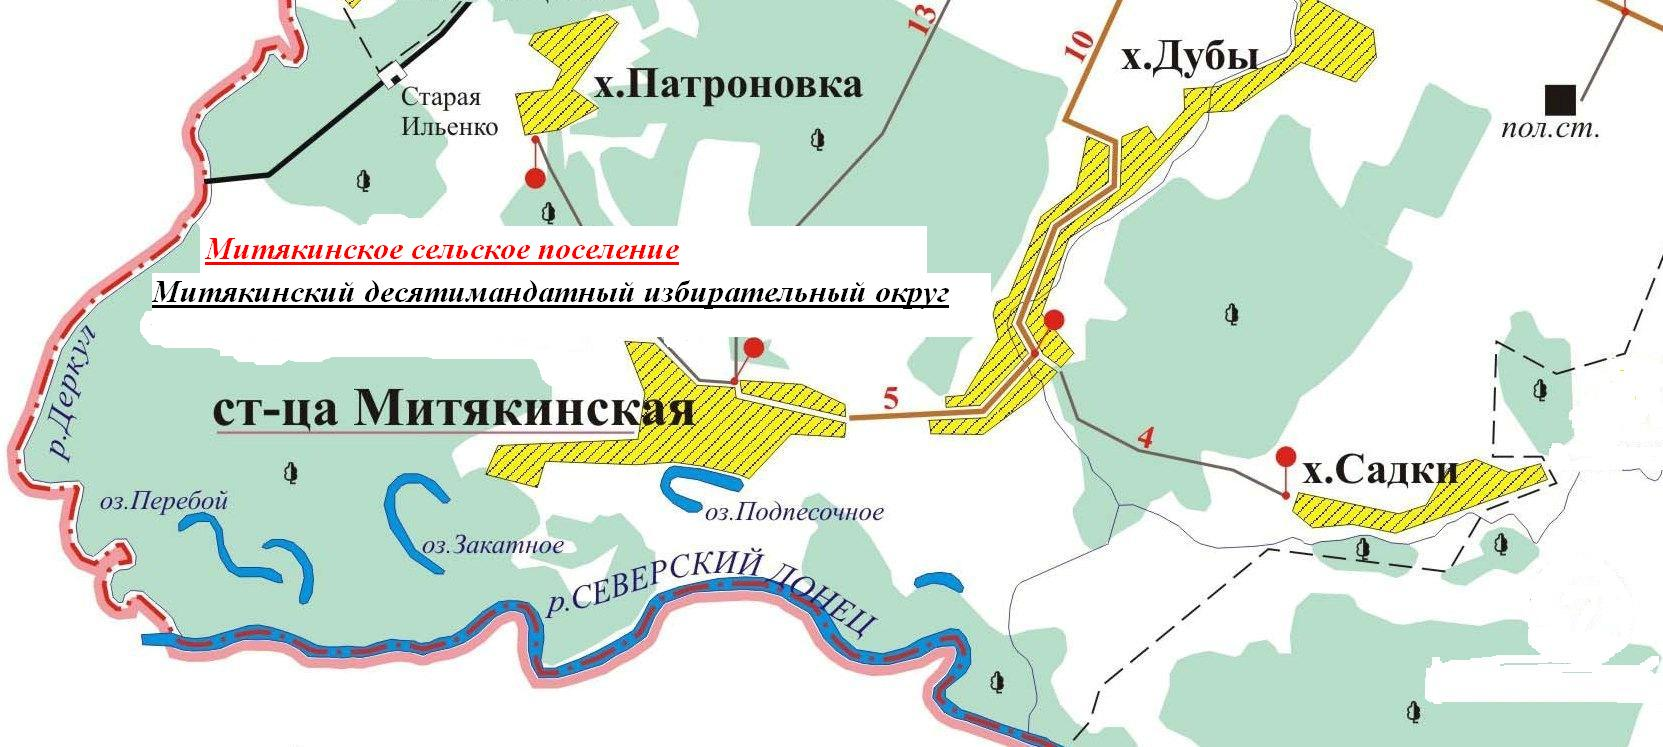 13
10
х.Дубы
х.Патроновка
Старая
Ильенко
пол.ст.
Митякинское сельское поселение
Митякинский десятимандатный избирательный округ
р.Деркул
ст-ца Митякинская
5
4
х.Садки
оз.Перебой
оз.Подпесочное
оз.Закатное
р.СЕВЕРСКИЙ ДОНЕЦ